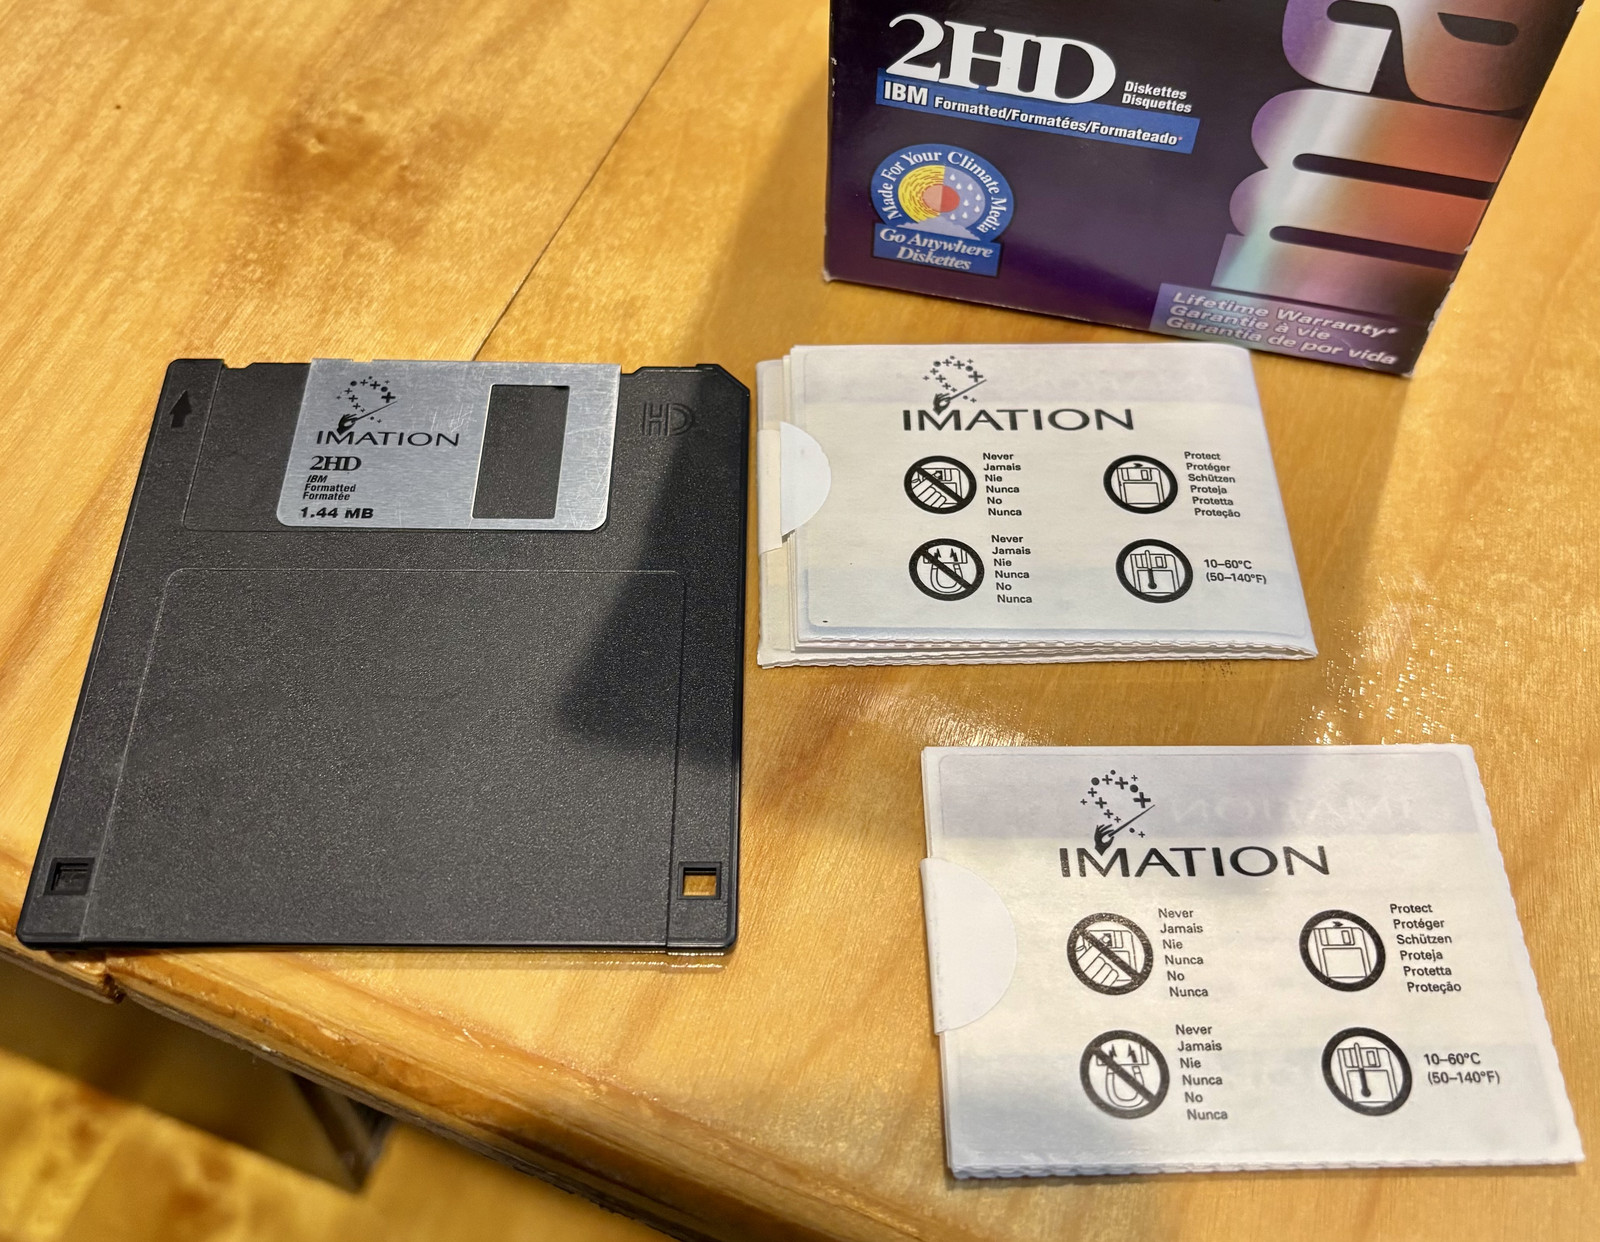 2HD
Diskettes
Disquettes
IBM Formatted/Formatées/Formateado*
Made For Your Climate Media
Go Anywhere
Diskettes
Lifetime Warranty*
Garantie à vie
Garantía de por vida
IMATION
2HD
IBM
Formatted
Formatée
1.44 MB
HD
IMATION
Never
Jamais
Nie
Nunca
No
Nunca
Protect
Protéger
Schützen
Proteja
Protetta
Proteção
Never
Jamais
Nie
Nunca
No
Nunca
10–60°C
(50–140°F)
IMATION
Never
Jamais
Nie
Nunca
No
Nunca
Protect
Protéger
Schützen
Proteja
Protetta
Proteção
Never
Jamais
Nie
Nunca
No
Nunca
10–60°C
(50–140°F)